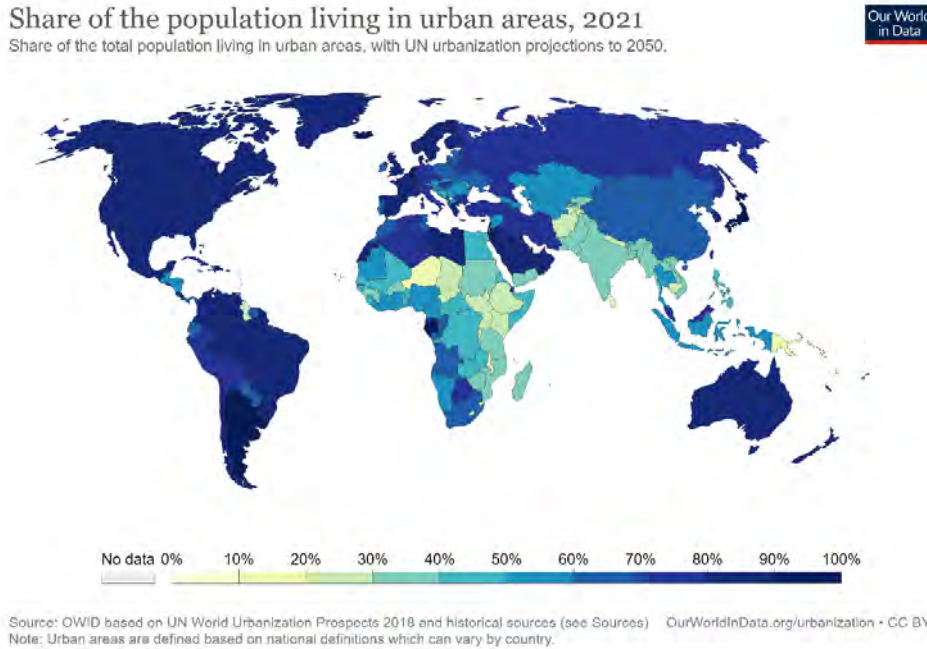 Share of the population living in urban areas, 2021
Share of the total population living in urban areas, with UN urbanization projections to 2050.
Our World
in Data
No data 0% 10% 20% 30% 40% 50% 60% 70% 80% 90% 100%
Source: OWID based on UN World Urbanization Prospects 2018 and historical sources (see Sources) OurWorldInData.org/urbanization • CC BY
Note: Urban areas are defined based on national definitions which can vary by country.